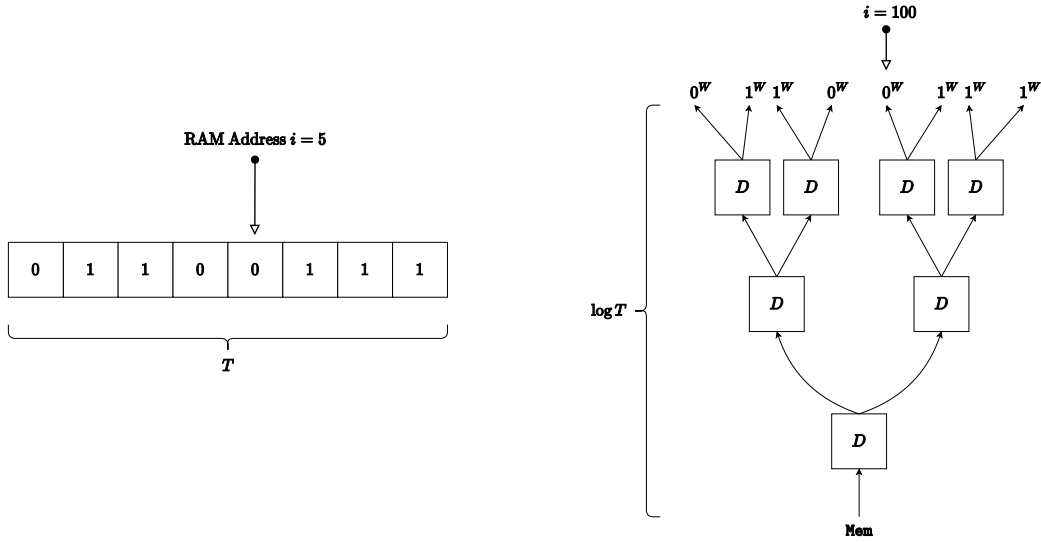 RAM Address i = 5
0 1 1 0 0 1 1 1
T
i = 100
0^W 1^W 1^W 0^W 0^W 1^W 1^W 1^W
D D D D
D D
log T
D
Mem